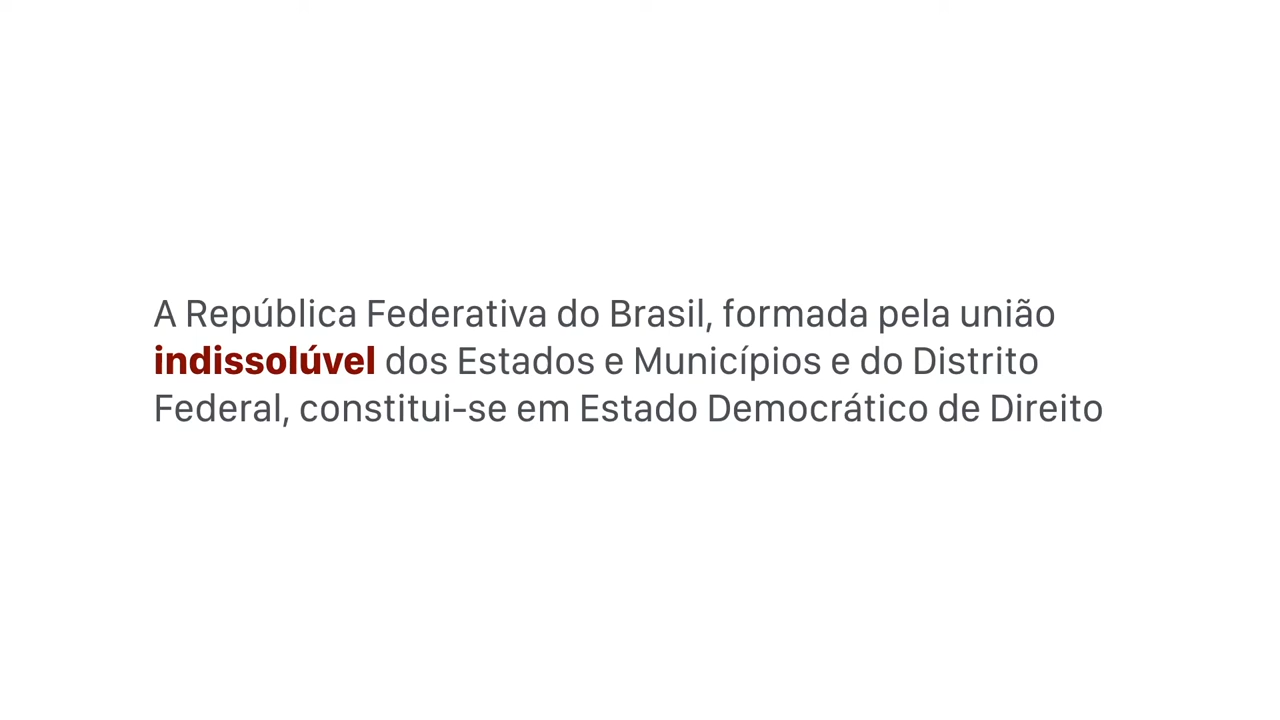 A República Federativa do Brasil, formada pela união
indissolúvel dos Estados e Municípios e do Distrito
Federal, constitui-se em Estado Democrático de Direito